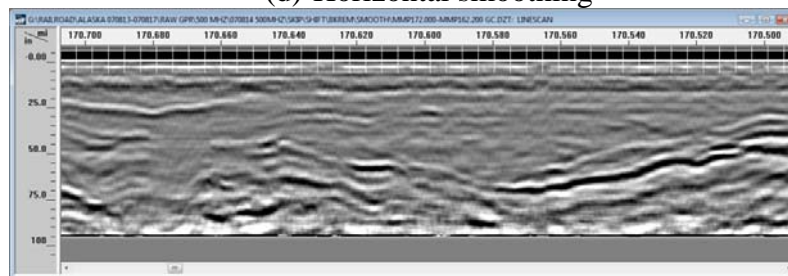 (d) Horizontal smoothing
G:\RAILROAD\ALASKA 070813-070817\RAW GPR\500 MHZ\070814 500MHZ\SKIP\SHIFT\BKREM\SMOOTH\MMP172.000-MMP162.200 GC.DZT: LINESCAN
mi 170.700 170.680 170.660 170.640 170.620 170.600 170.580 170.560 170.540 170.520 170.500
in
-0.00
25.0
50.0
75.0
100